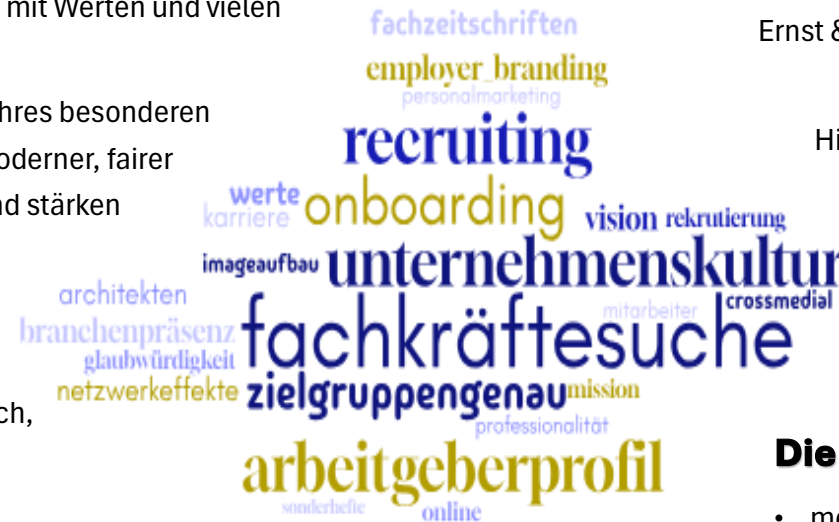 mit Werten und vielen
hres besonderen
oderner, fairer
nd stärken
ch,
fachzeitschriften
employer_branding
personalmarketing
recruiting
werte
karriere
onboarding
vision
rekrutierung
imageaufbau
unternehmenskultur
architekten
crossmedial
mitarbeiter
branchenpräsenz
fachkräftesuche
glaubwürdigkeit
netzwerkeffekte
zielgruppengenau
mission
professionalität
arbeitgeberprofil
sonderhefte
online
Ernst &
Hi
Die
• me